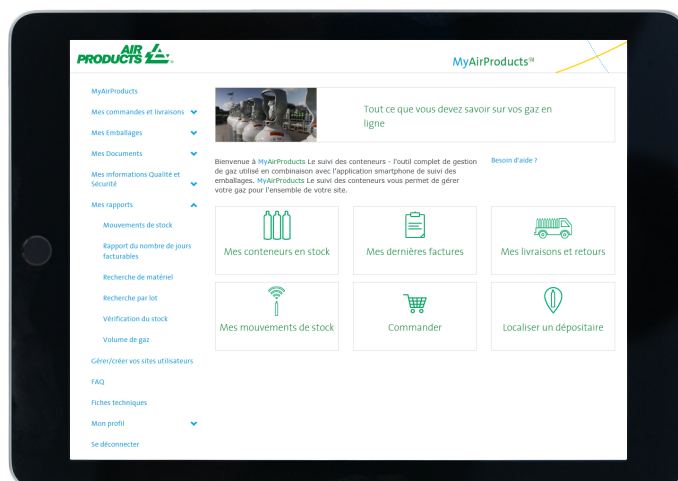 AIR
PRODUCTS
MyAirProducts℠
MyAirProducts
Mes commandes et livraisons
Mes Emballages
Mes Documents
Mes informations Qualité et
Sécurité
Mes rapports
Mouvements de stock
Rapport du nombre de jours
facturables
Recherche de matériel
Recherche par lot
Vérification du stock
Volume de gaz
Gérer/créer vos sites utilisateurs
FAQ
Fiches techniques
Mon profil
Se déconnecter
Tout ce que vous devez savoir sur vos gaz en
ligne
Bienvenue à MyAirProducts Le suivi des conteneurs - l'outil complet de gestion
de gaz utilisé en combinaison avec l'application smartphone de suivi des
emballages. MyAirProducts Le suivi des conteneurs vous permet de gérer
votre gaz pour l'ensemble de votre site.
Besoin d'aide ?
Mes conteneurs en stock
Mes dernières factures
Mes livraisons et retours
Mes mouvements de stock
Commander
Localiser un dépositaire